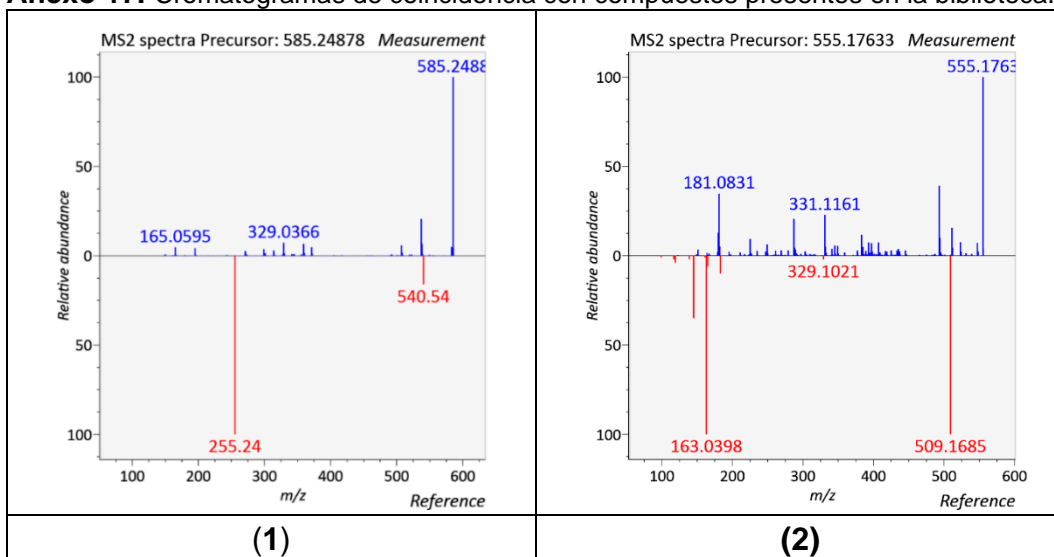 Anexo 17. Cromatogramas de coincidencia con compuestos presentes en la biblioteca.
MS2 spectra Precursor: 585.24878 Measurement
585.2488
100
50
165.0595
329.0366
0
540.54
50
100
255.24
Relative abundance
100 200 300 400 500 600
m/z
Reference
(1)
MS2 spectra Precursor: 555.17633 Measurement
555.1763
100
50
181.0831
331.1161
0
329.1021
50
100
163.0398
509.1685
Relative abundance
100 200 300 400 500 600
m/z
Reference
(2)